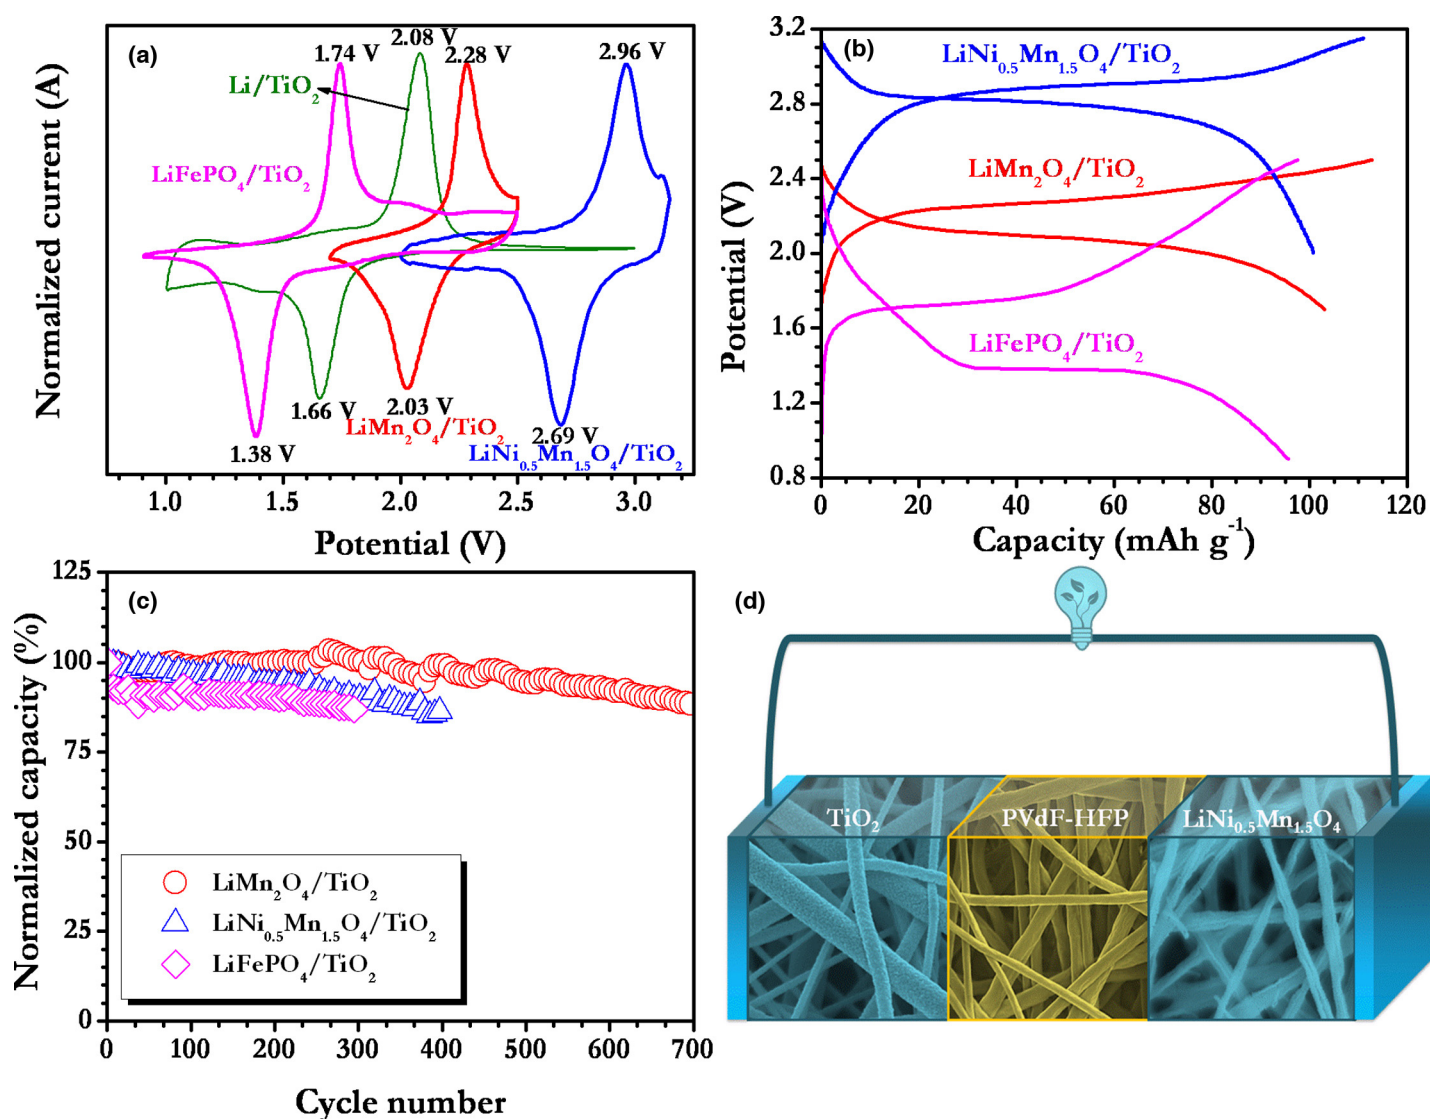 (a)
1.74 V
2.08 V
2.28 V
2.96 V
Li/TiO₂
LiFePO₄/TiO₂
1.38 V
1.66 V
2.03 V
LiMn₂O₄/TiO₂
2.69 V
LiNi₀.₅Mn₁.₅O₄/TiO₂
Normalized current (A)
1.0 1.5 2.0 2.5 3.0
Potential (V)
(b)
LiNi₀.₅Mn₁.₅O₄/TiO₂
LiMn₂O₄/TiO₂
LiFePO₄/TiO₂
Potential (V)
3.2
2.8
2.4
2.0
1.6
1.2
0.8
0 20 40 60 80 100 120
Capacity (mAh g⁻¹)
(c)
Normalized capacity (%)
125
100
75
50
25
0
LiMn₂O₄/TiO₂
LiNi₀.₅Mn₁.₅O₄/TiO₂
LiFePO₄/TiO₂
0 100 200 300 400 500 600 700
Cycle number
(d)
TiO₂
PVdF-HFP
LiNi₀.₅Mn₁.₅O₄